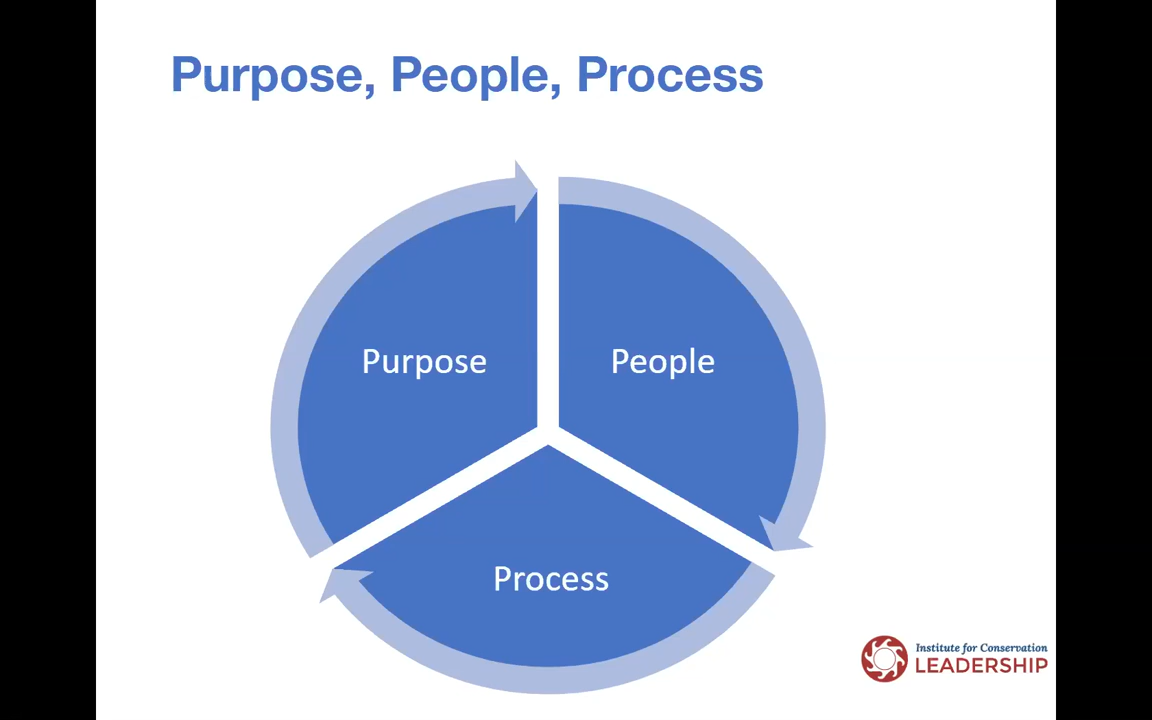 Purpose, People, Process
Purpose
People
Process
Institute for Conservation
LEADERSHIP